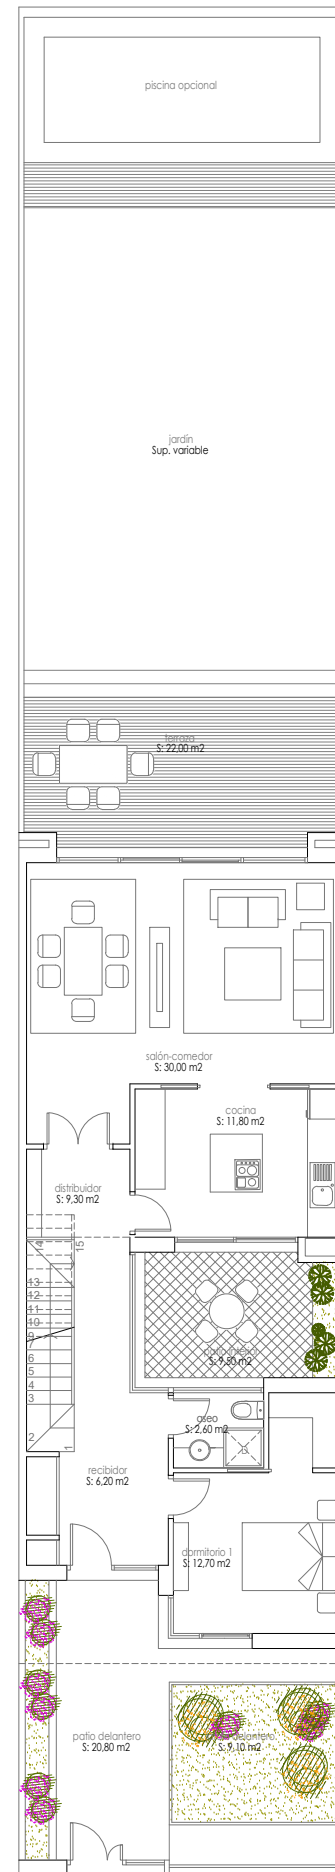 piscina opcional
jardín
Sup. variable
terraza
S: 22,00 m2
salón-comedor
S: 30,00 m2
cocina
S: 11,80 m2
distribuidor
S: 9,30 m2
15
14
13
12
11
10
9
7
6
5
4
3
2
1
patio interior
S: 9,50 m2
aseo
S: 2,60 m2
recibidor
S: 6,20 m2
dormitorio 1
S: 12,70 m2
patio delantero
S: 20,80 m2
delantero
S: 9,10 m2